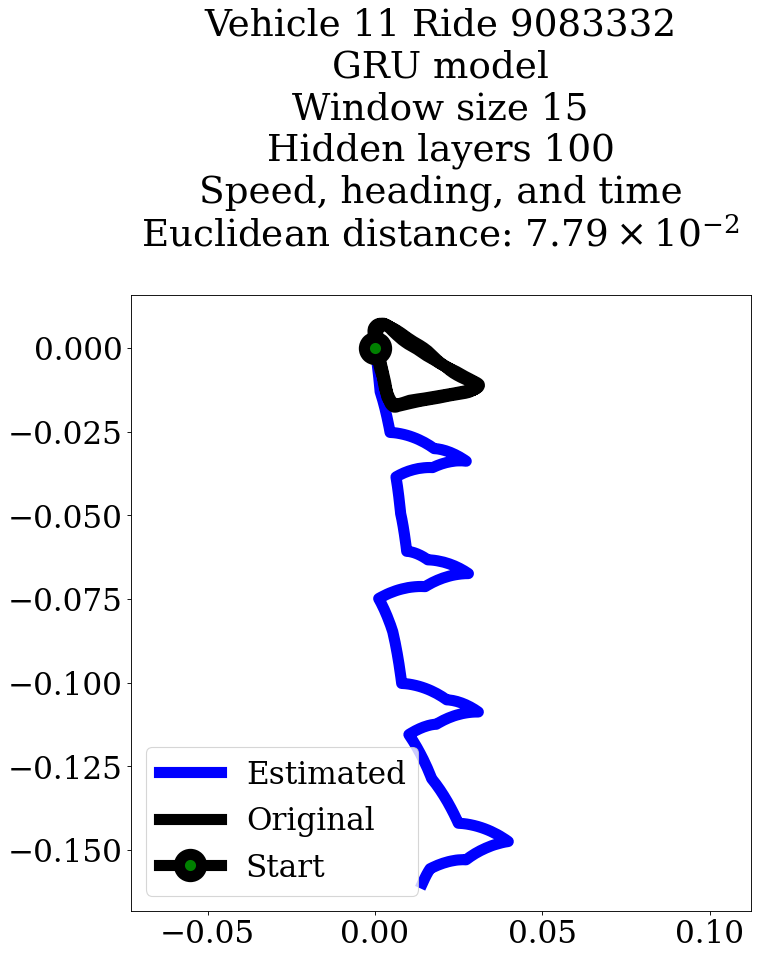 Vehicle 11 Ride 9083332
GRU model
Window size 15
Hidden layers 100
Speed, heading, and time
Euclidean distance: 7.79 × 10⁻²
0.000
−0.025
−0.050
−0.075
−0.100
−0.125
−0.150
Estimated
Original
Start
−0.05
0.00
0.05
0.10